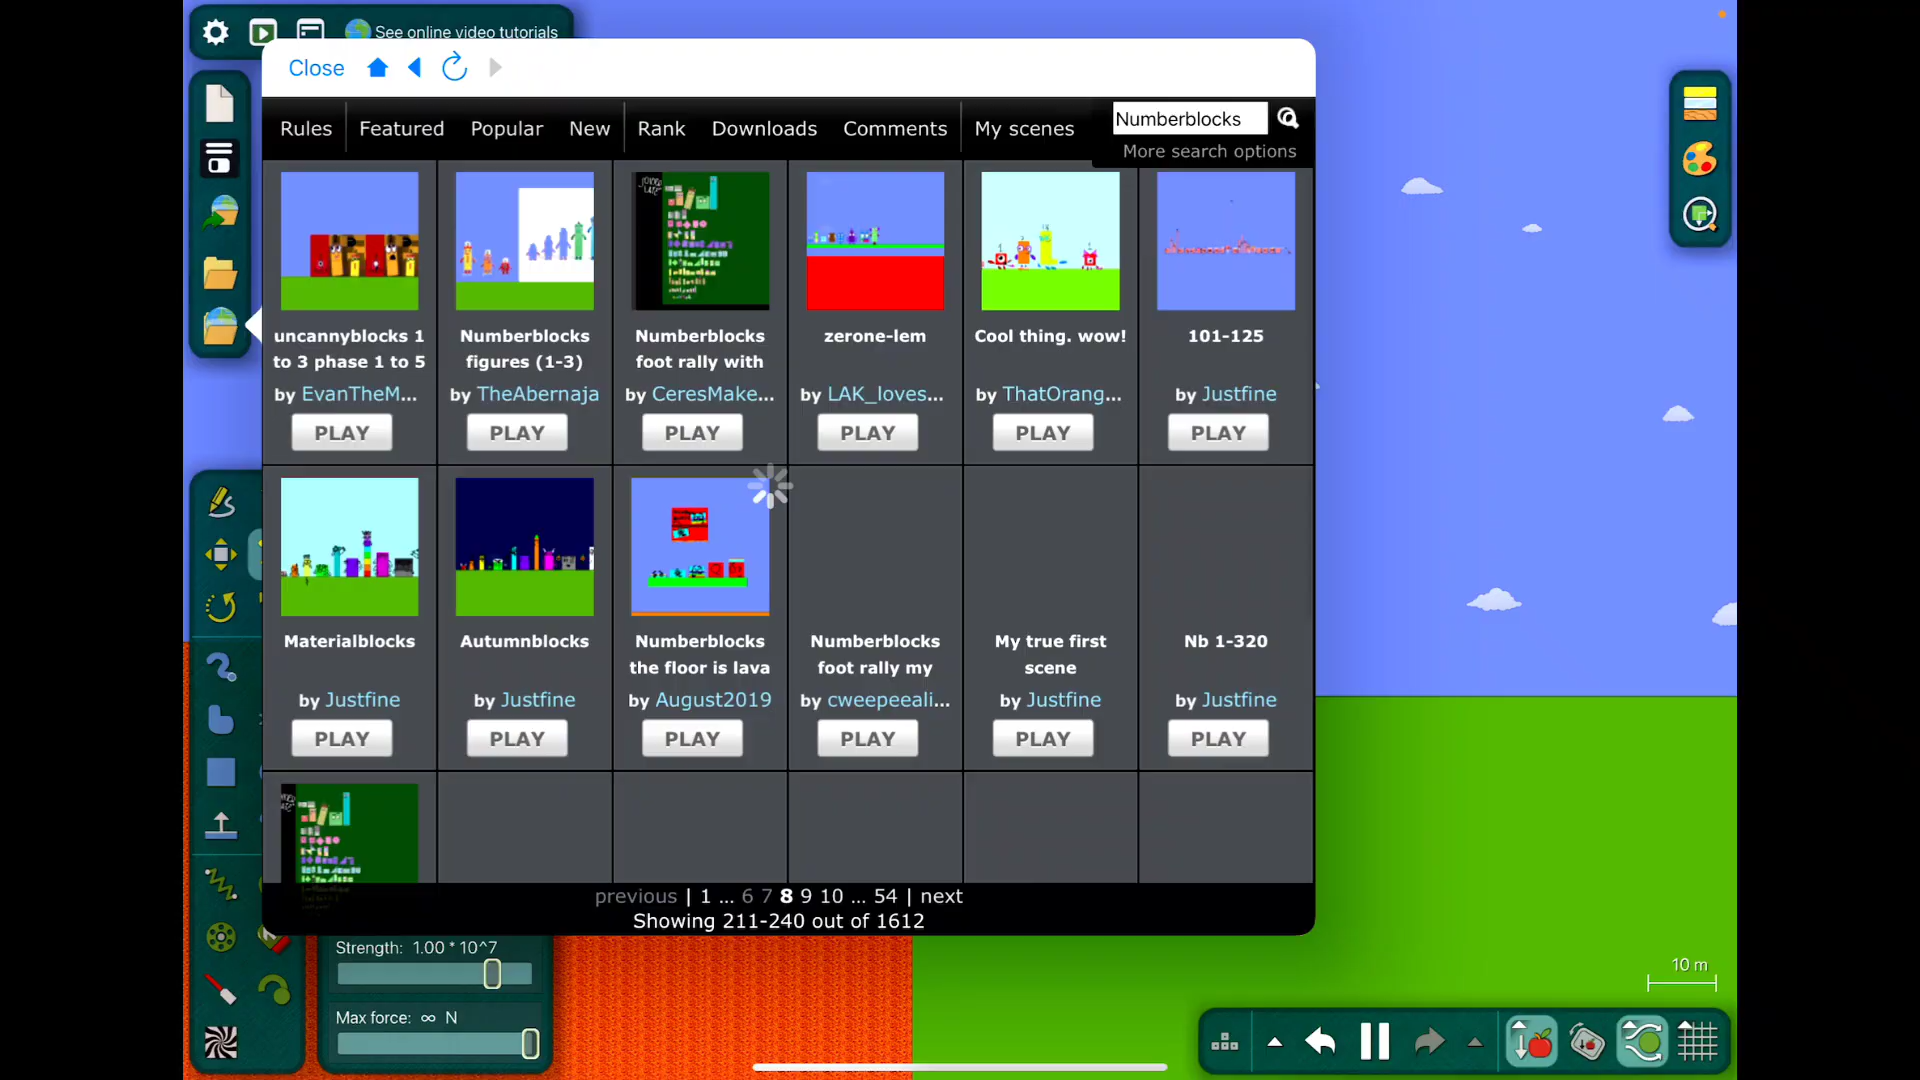 See online video tutorials
Close
Rules Featured Popular New Rank Downloads Comments My scenes Numberblocks
More search options
uncannyblocks 1 to 3 phase 1 to 5
by EvanTheM...
PLAY
Numberblocks figures (1-3)
by TheAbernaja
PLAY
Numberblocks foot rally with
by CeresMake...
PLAY
zerone-lem
by LAK_loves...
PLAY
Cool thing. wow!
by ThatOrang...
PLAY
101-125
by Justfine
PLAY
Materialblocks
by Justfine
PLAY
Autumnblocks
by Justfine
PLAY
Numberblocks the floor is lava
by August2019
PLAY
Numberblocks foot rally my
by cweepeeali...
PLAY
My true first scene
by Justfine
PLAY
Nb 1-320
by Justfine
PLAY
previous | 1 ... 6 7 8 9 10 ... 54 | next
Showing 211-240 out of 1612
Strength: 1.00 * 10^7
Max force: ∞ N
10 m